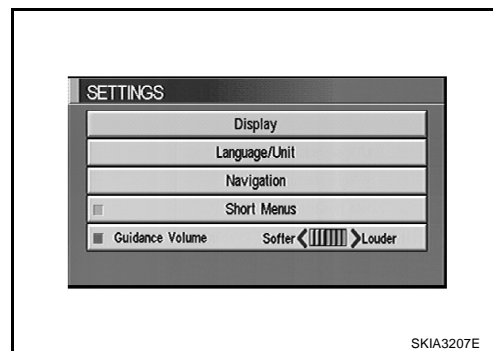 SETTINGS
Display
Language/Unit
Navigation
Short Menus
Guidance Volume Softer Louder
SKIA3207E